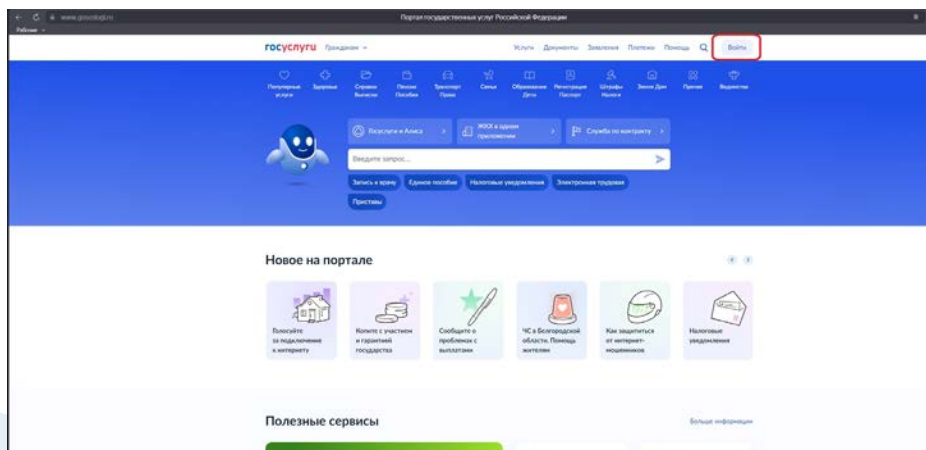 www.gosuslugi.ru
Портал государственных услуг Российской Федерации
Рабочие
госуслуги Гражданам
Услуги Документы Заявления Платежи Помощь Войти
Популярные услуги
Здоровье
Справки Выписки
Пенсии Пособия
Транспорт Права
Семья
Образование Дети
Регистрация Паспорт
Штрафы Налоги
Земля Дом
Прочее
Ведомства
Госуслуги и Алиса
ЖКХ в одном
приложении
Служба по контракту
Введите запрос...
Запись к врачу Единое пособие Налоговые уведомления Электронная трудовая
Приставы
Новое на портале
Голосуйте
за подключение
к интернету
Копите с участием
и гарантией
государства
Сообщите о
проблемах с
выплатами
ЧС в Белгородской
области. Помощь
жителям
Как защититься
от интернет-
мошенников
Налоговые
уведомления
Полезные сервисы
Больше информации